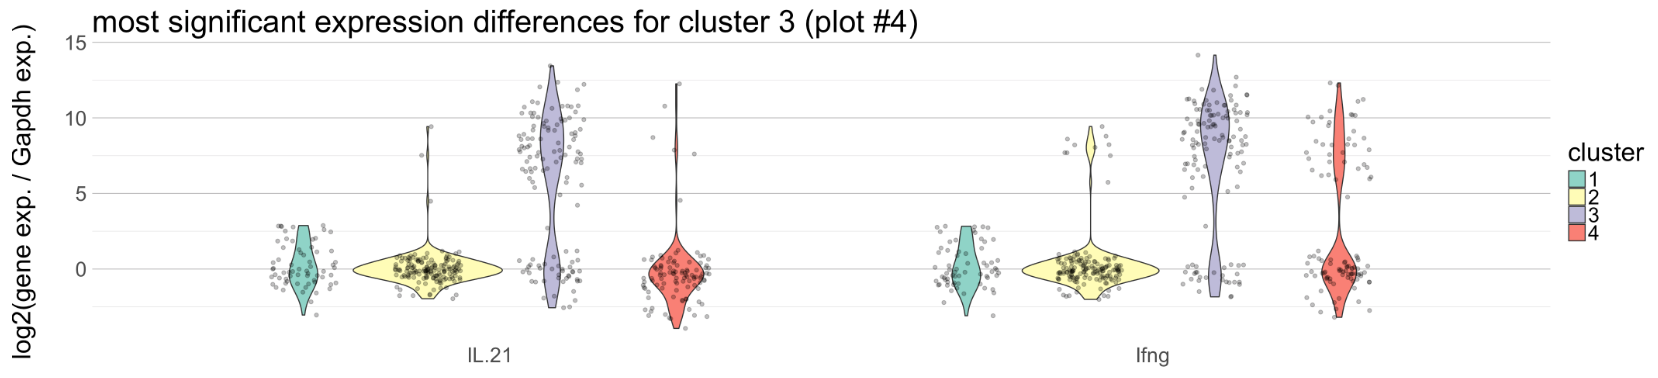 most significant expression differences for cluster 3 (plot #4)
log2(gene exp. / Gapdh exp.)
15
10
5
0
IL.21
Ifng
cluster
1
2
3
4